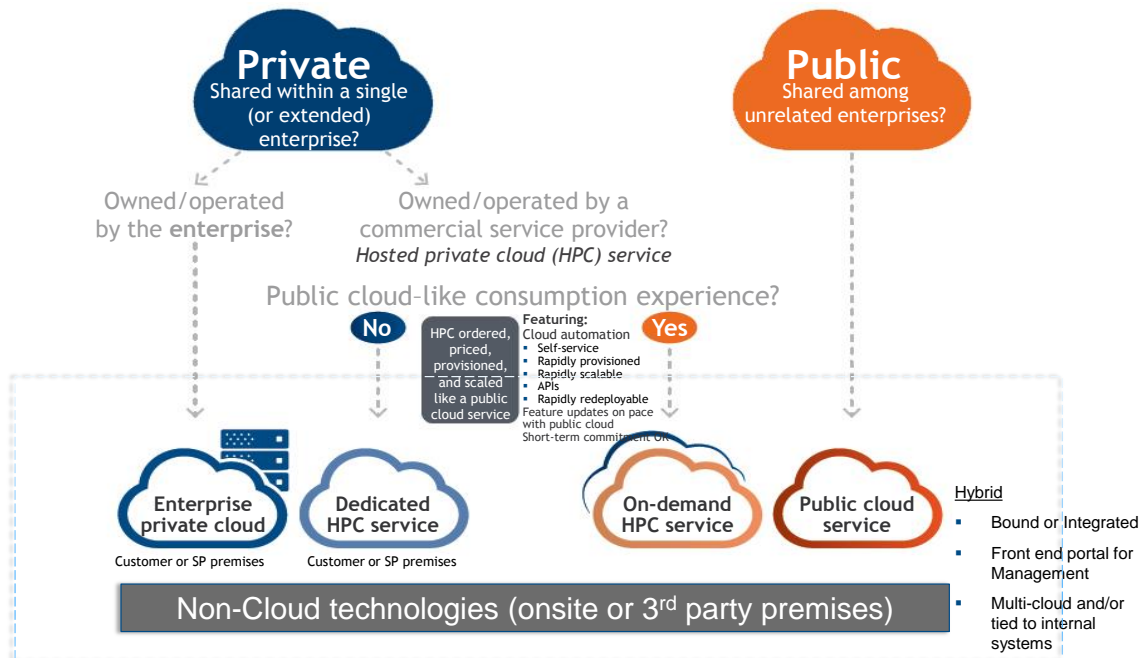 Private
Shared within a single
(or extended)
enterprise?
Public
Shared among
unrelated enterprises?
Owned/operated
by the enterprise?
Owned/operated by a
commercial service provider?
Hosted private cloud (HPC) service
Public cloud-like consumption experience?
No
HPC ordered,
priced,
provisioned,
and scaled
like a public
cloud service
Featuring:
Cloud automation
▪ Self-service
▪ Rapidly provisioned
▪ Rapidly scalable
▪ APIs
▪ Rapidly redeployable
Feature updates on pace
with public cloud
Short-term commitment OK
Yes
Enterprise
private cloud
Customer or SP premises
Dedicated
HPC service
Customer or SP premises
On-demand
HPC service
Public cloud
service
Hybrid
▪ Bound or Integrated
▪ Front end portal for
Management
▪ Multi-cloud and/or
tied to internal
systems
Non-Cloud technologies (onsite or 3rd party premises)